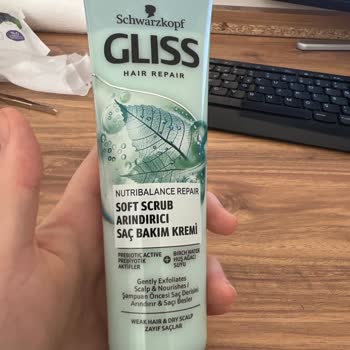 Schwarzkopf
GLISS
HAIR REPAIR
NUTRIBALANCE REPAIR
SOFT SCRUB
ARINDIRICI
SAÇ BAKIM KREMİ
PREBIOTIC ACTIVE
PREBİYOTİK
AKTİFLER
+
BIRCH WATER
HUŞ AĞACI
SUYU
Gently Exfoliates
Scalp & Nourishes /
Şampuan Öncesi Saç Derisini
Arındırır & Saçı Besler
WEAK HAIR & DRY SCALP
ZAYIF SAÇLAR